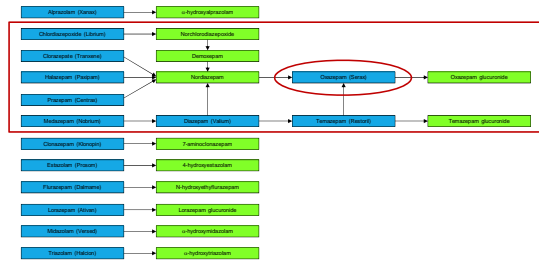 Alprazolam (Xanax) α-hydroxyalprazolam
Chlordiazepoxide (Librium) Norchlordiazepoxide
Clorazepate (Tranxene) Demoxepam
Halazepam (Paxipam) Nordiazepam Oxazepam (Serax) Oxazepam glucuronide
Prazepam (Centrax)
Medazepam (Nobrium) Diazepam (Valium) Temazepam (Restoril) Temazepam glucuronide
Clonazepam (Klonopin) 7-aminoclonazepam
Estazolam (Prosom) 4-hydroxyestazolam
Flurazepam (Dalmane) N-hydroxyethylflurazepam
Lorazepam (Ativan) Lorazepam glucuronide
Midazolam (Versed) α-hydroxymidazolam
Triazolam (Halcion) α-hydroxytriazolam